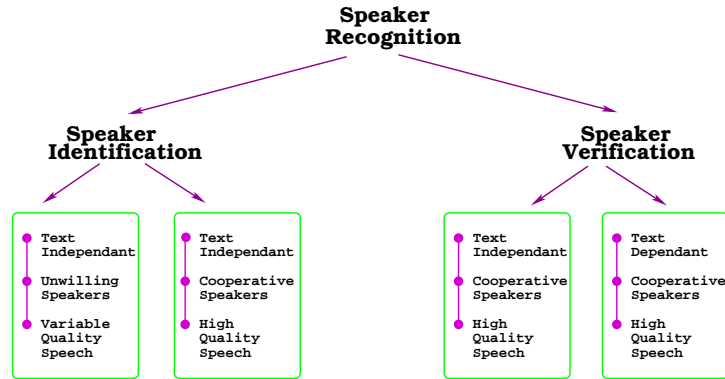 Speaker
Recognition
Speaker
Identification
Speaker
Verification
Text
Independant
Unwilling
Speakers
Variable
Quality
Speech
Text
Independant
Cooperative
Speakers
High
Quality
Speech
Text
Independant
Cooperative
Speakers
High
Quality
Speech
Text
Dependant
Cooperative
Speakers
High
Quality
Speech